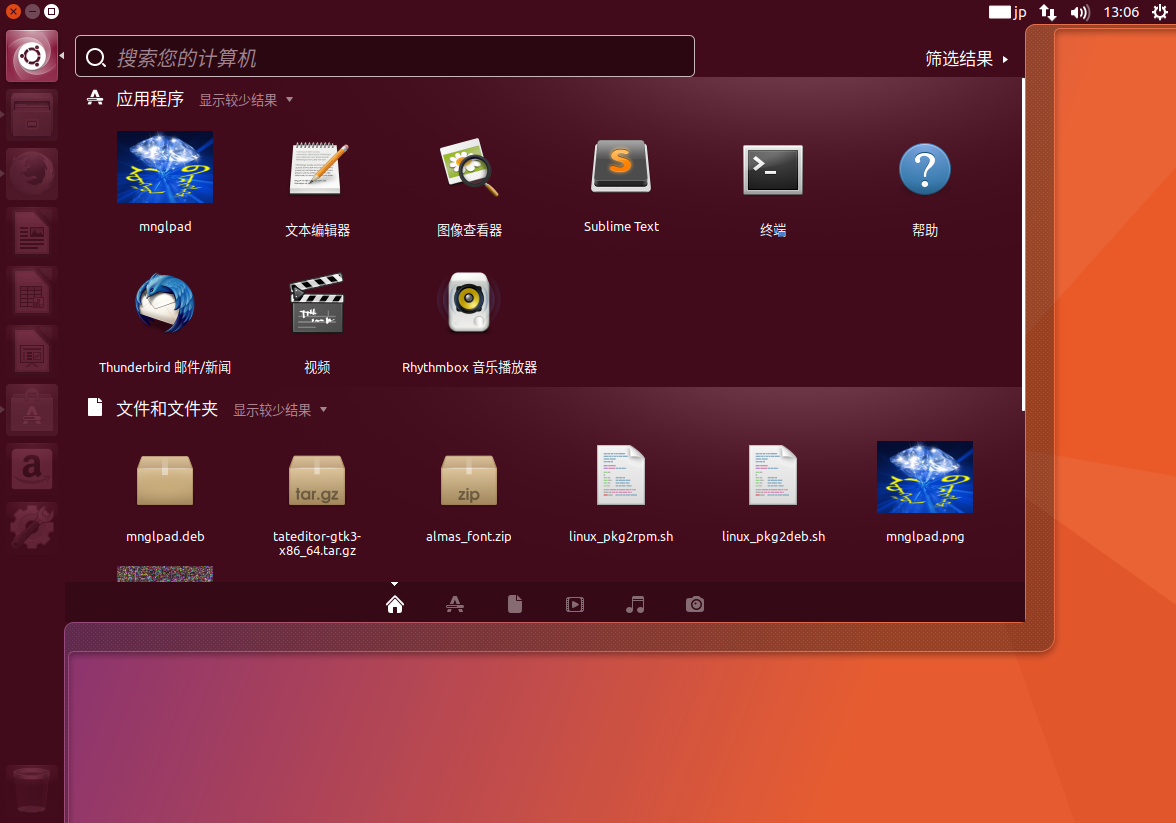 jp
13:06
搜索您的计算机
筛选结果
应用程序 显示较少结果
mnglpad
文本编辑器
图像查看器
Sublime Text
终端
帮助
Thunderbird 邮件/新闻
视频
Rhythmbox 音乐播放器
文件和文件夹 显示较少结果
tar.gz
zip
mnglpad.deb
tateditor-gtk3-
x86_64.tar.gz
almas_font.zip
linux_pkg2rpm.sh
linux_pkg2deb.sh
mnglpad.png